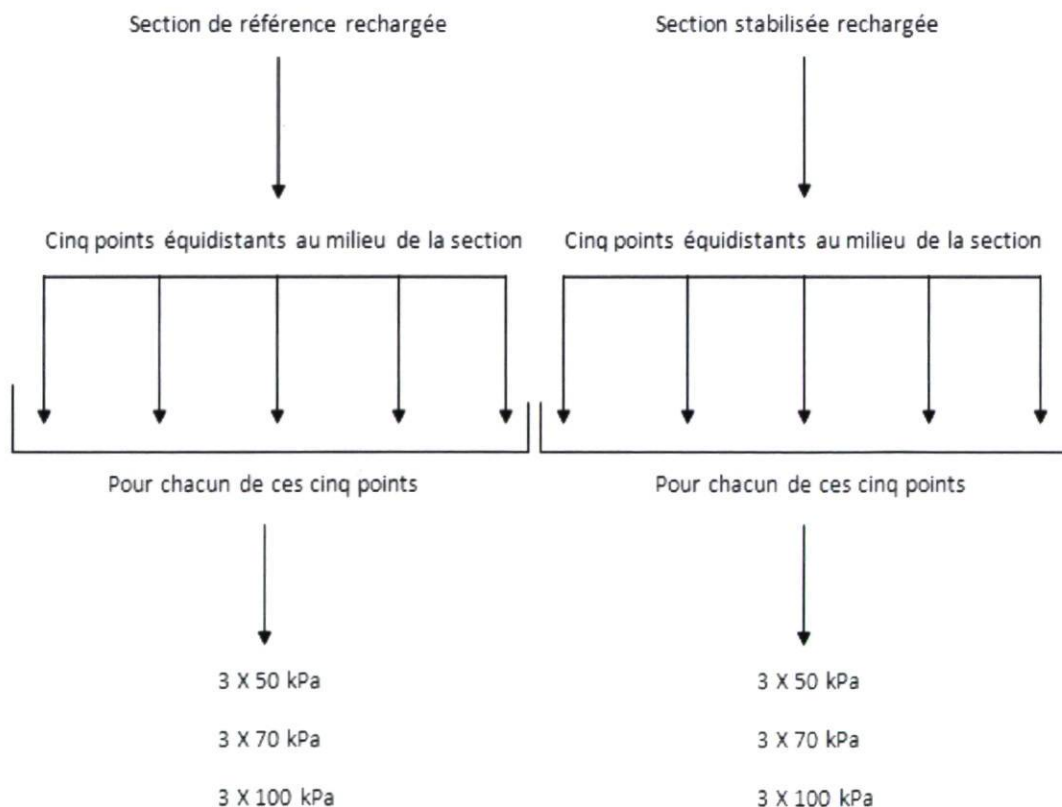 Section de référence rechargée
Section stabilisée rechargée
Cinq points équidistants au milieu de la section
Cinq points équidistants au milieu de la section
Pour chacun de ces cinq points
Pour chacun de ces cinq points
3 X 50 kPa
3 X 50 kPa
3 X 70 kPa
3 X 70 kPa
3 X 100 kPa
3 X 100 kPa